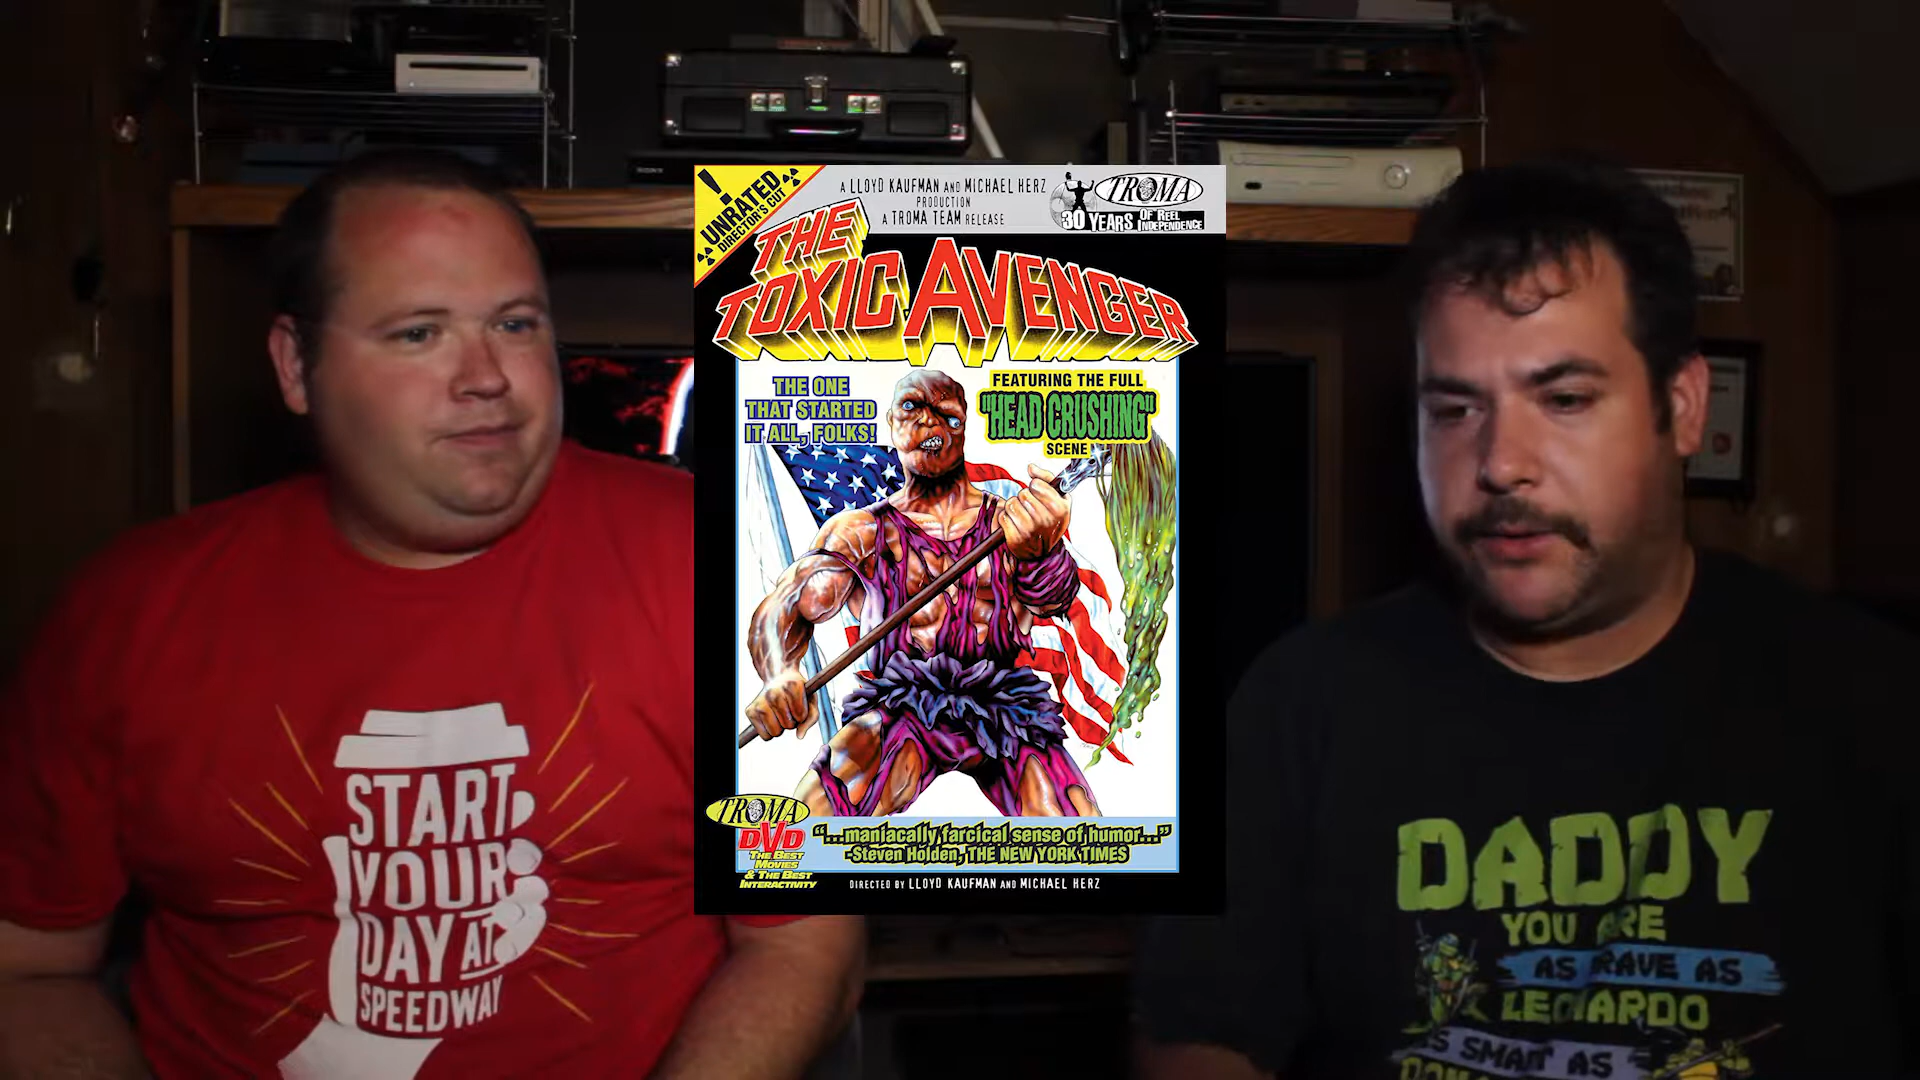 UNRATED
DIRECTOR'S CUT
A LLOYD KAUFMAN AND MICHAEL HERZ
PRODUCTION
A TROMA TEAM RELEASE
TROMA
30 YEARS OF REEL INDEPENDENCE
THE
TOXIC AVENGER
THE ONE
THAT STARTED
IT ALL, FOLKS!
FEATURING THE FULL
"HEAD CRUSHING"
SCENE
TROMA
DVD
THE BEST
MOVIES
& THE BEST
INTERACTIVITY
"...maniacally farcical sense of humor..."
-Steven Holden, THE NEW YORK TIMES
DIRECTED BY LLOYD KAUFMAN AND MICHAEL HERZ
START
YOUR
DAY AT
SPEEDWAY
DADDY
YOU ARE
AS BRAVE AS
LEONARDO
AS SMART AS
SONY